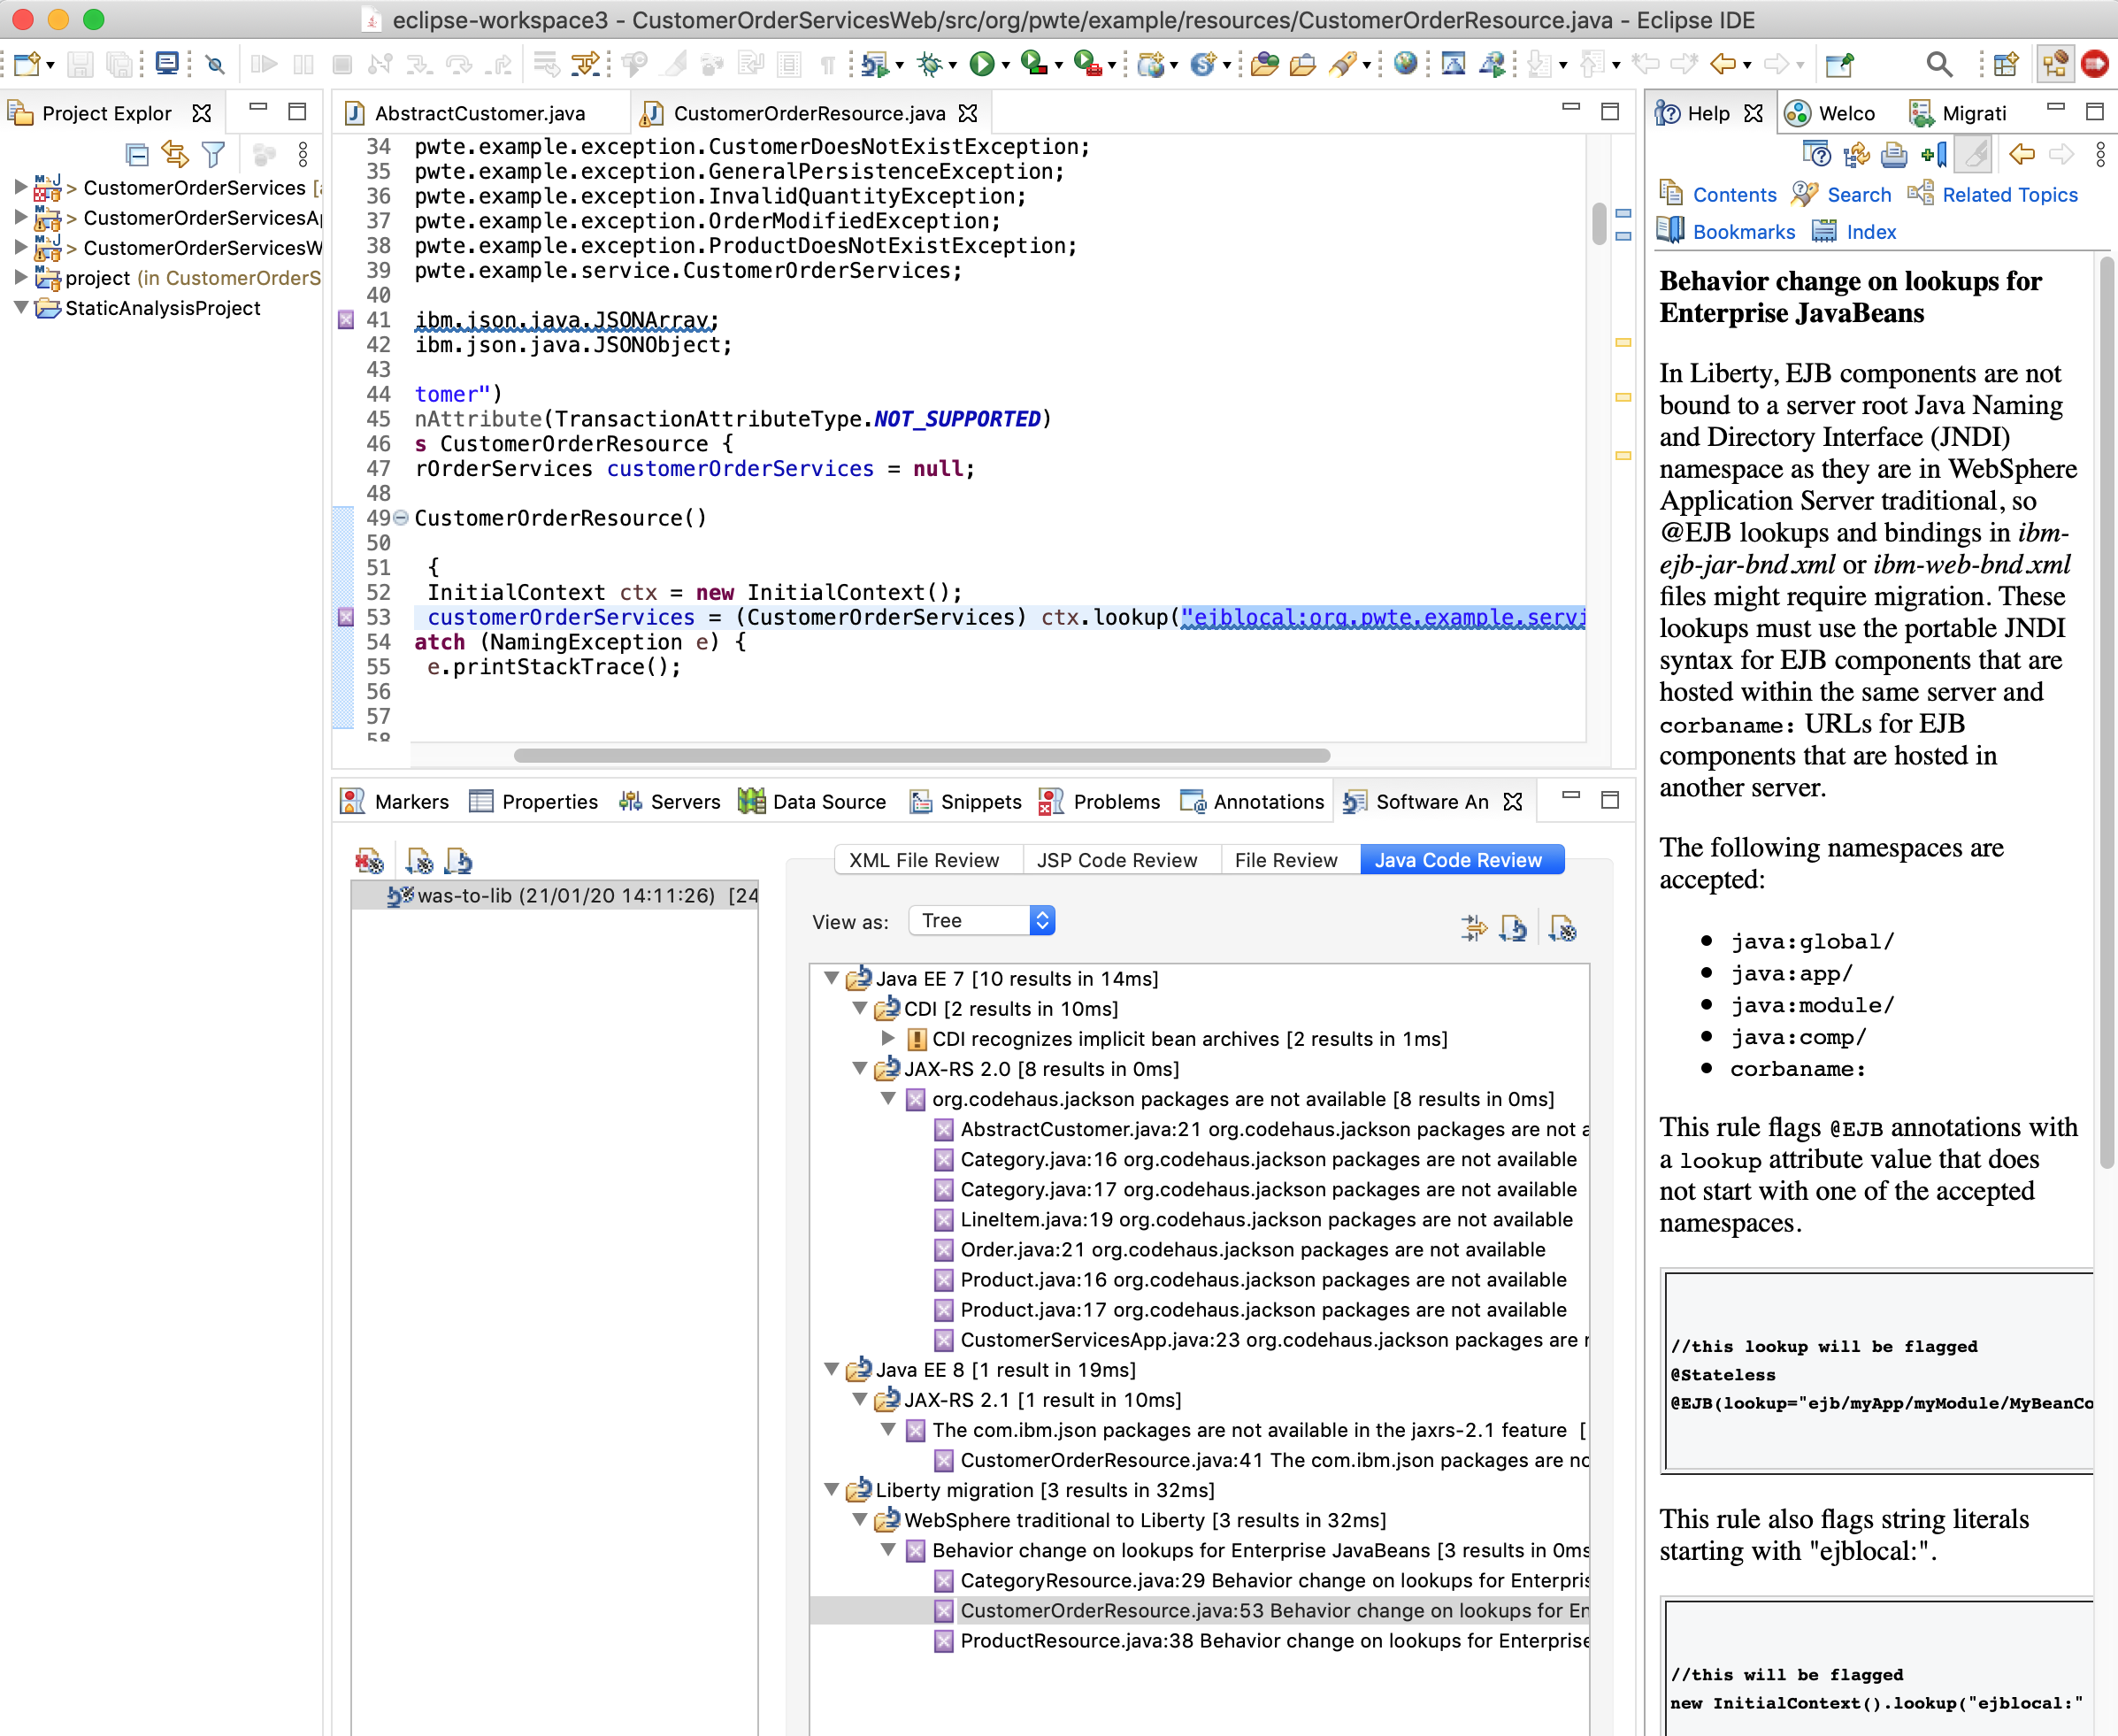 eclipse-workspace3 - CustomerOrderServicesWeb/src/org/pwte/example/resources/CustomerOrderResource.java - Eclipse IDE
Project Explor
> CustomerOrderServices [a
> CustomerOrderServicesAp
> CustomerOrderServicesW
project (in CustomerOrderS
StaticAnalysisProject
AbstractCustomer.java
CustomerOrderResource.java
34 pwte.example.exception.CustomerDoesNotExistException;
35 pwte.example.exception.GeneralPersistenceException;
36 pwte.example.exception.InvalidQuantityException;
37 pwte.example.exception.OrderModifiedException;
38 pwte.example.exception.ProductDoesNotExistException;
39 pwte.example.service.CustomerOrderServices;
40
41 ibm.json.java.JSONArray;
42 ibm.json.java.JSONObject;
43
44 tomer")
45 nAttribute(TransactionAttributeType.NOT_SUPPORTED)
46 s CustomerOrderResource {
47 rOrderServices customerOrderServices = null;
48
49 CustomerOrderResource()
50
51 {
52 InitialContext ctx = new InitialContext();
53 customerOrderServices = (CustomerOrderServices) ctx.lookup("ejblocal:org.pwte.example.servi
54 atch (NamingException e) {
55 e.printStackTrace();
56
57
58
Markers
Properties
Servers
Data Source
Snippets
Problems
Annotations
Software An
was-to-lib (21/01/20 14:11:26) [24
XML File Review
JSP Code Review
File Review
Java Code Review
View as:
Tree
Java EE 7 [10 results in 14ms]
CDI [2 results in 10ms]
CDI recognizes implicit bean archives [2 results in 1ms]
JAX-RS 2.0 [8 results in 0ms]
org.codehaus.jackson packages are not available [8 results in 0ms]
AbstractCustomer.java:21 org.codehaus.jackson packages are not a
Category.java:16 org.codehaus.jackson packages are not available
Category.java:17 org.codehaus.jackson packages are not available
LineItem.java:19 org.codehaus.jackson packages are not available
Order.java:21 org.codehaus.jackson packages are not available
Product.java:16 org.codehaus.jackson packages are not available
Product.java:17 org.codehaus.jackson packages are not available
CustomerServicesApp.java:23 org.codehaus.jackson packages are r
Java EE 8 [1 result in 19ms]
JAX-RS 2.1 [1 result in 10ms]
The com.ibm.json packages are not available in the jaxrs-2.1 feature [
CustomerOrderResource.java:41 The com.ibm.json packages are no
Liberty migration [3 results in 32ms]
WebSphere traditional to Liberty [3 results in 32ms]
Behavior change on lookups for Enterprise JavaBeans [3 results in 0ms
CategoryResource.java:29 Behavior change on lookups for Enterpris
CustomerOrderResource.java:53 Behavior change on lookups for En
ProductResource.java:38 Behavior change on lookups for Enterprise
Help
Welco
Migrati
Contents
Search
Related Topics
Bookmarks
Index
Behavior change on lookups for
Enterprise JavaBeans
In Liberty, EJB components are not
bound to a server root Java Naming
and Directory Interface (JNDI)
namespace as they are in WebSphere
Application Server traditional, so
@EJB lookups and bindings in ibm-
ejb-jar-bnd.xml or ibm-web-bnd.xml
files might require migration. These
lookups must use the portable JNDI
syntax for EJB components that are
hosted within the same server and
corbaname: URLs for EJB
components that are hosted in
another server.
The following namespaces are
accepted:
• java:global/
• java:app/
• java:module/
• java:comp/
• corbaname:
This rule flags @EJB annotations with
a lookup attribute value that does
not start with one of the accepted
namespaces.
//this lookup will be flagged
@Stateless
@EJB(lookup="ejb/myApp/myModule/MyBeanCo
This rule also flags string literals
starting with "ejblocal:".
//this will be flagged
new InitialContext().lookup("ejblocal:"